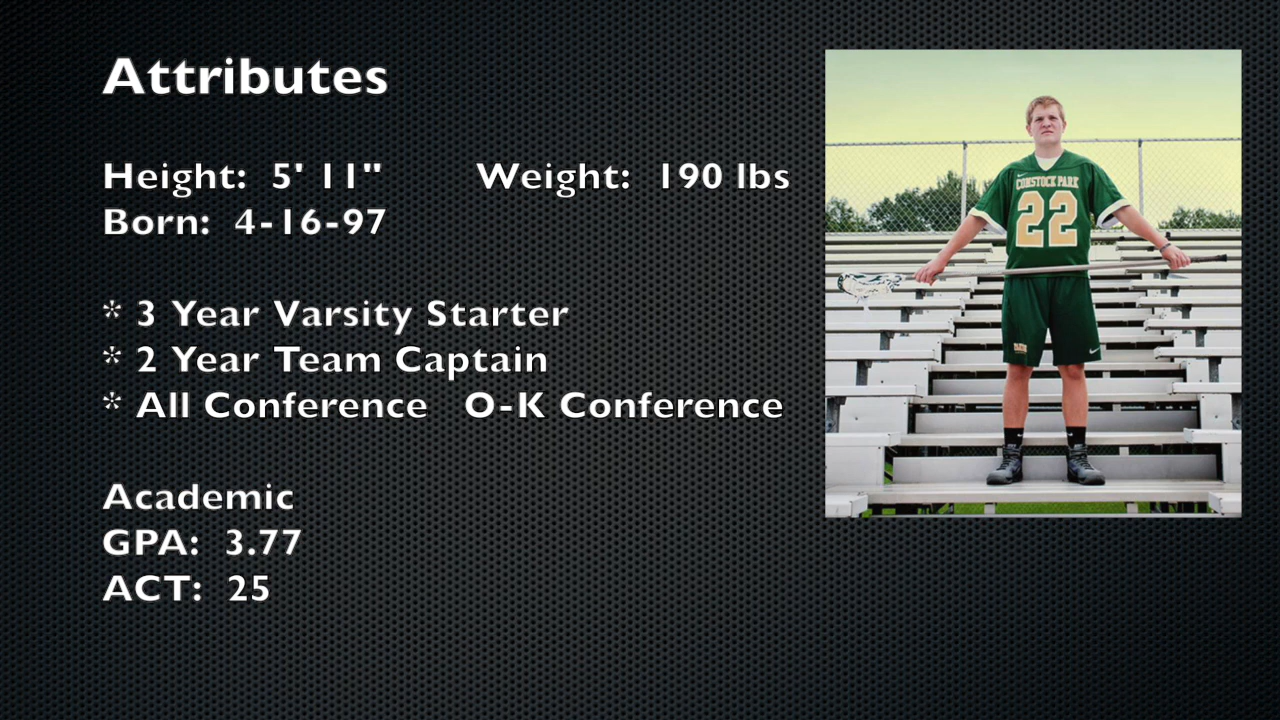 Attributes
Height: 5' 11" Weight: 190 lbs
Born: 4-16-97
* 3 Year Varsity Starter
* 2 Year Team Captain
* All Conference O-K Conference
Academic
GPA: 3.77
ACT: 25
COMSTOCK PARK
22